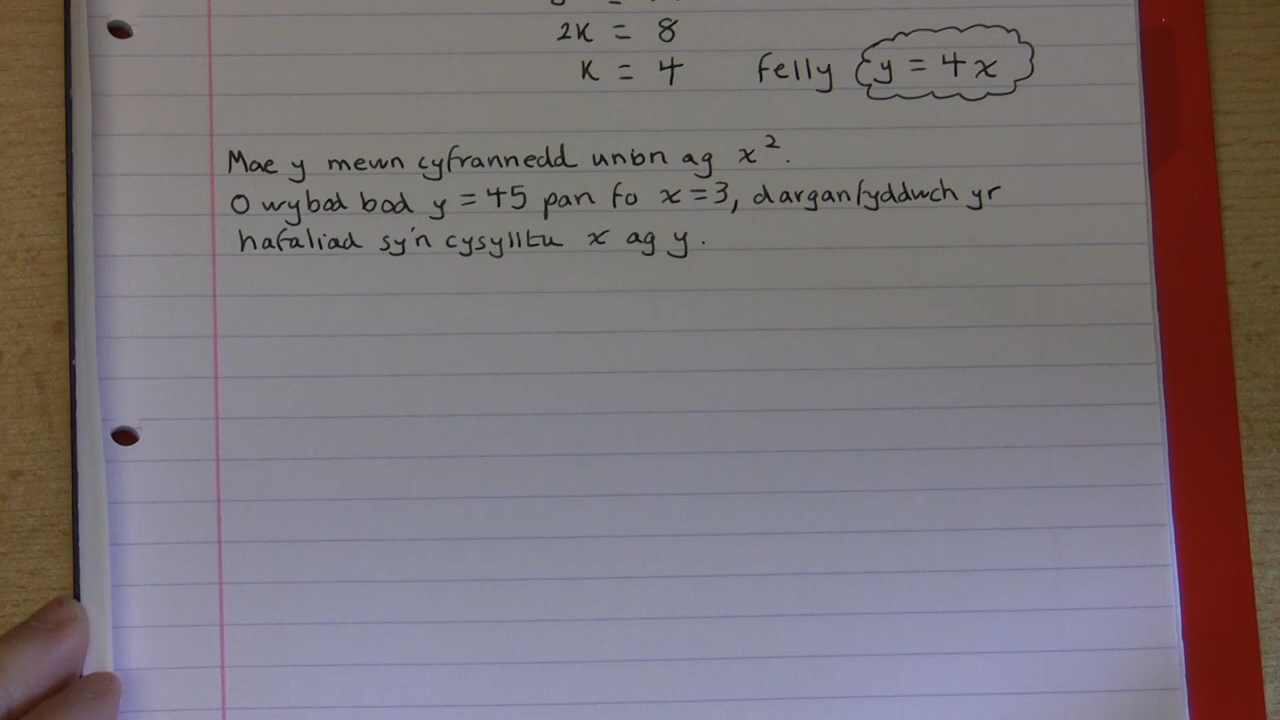 2k = 8
k = 4 felly y = 4x
Mae y mewn cyfrannedd union ag x².
O wybod bod y = 45 pan fo x = 3, darganfyddwch yr
hafaliad sy'n cysylltu x ag y.